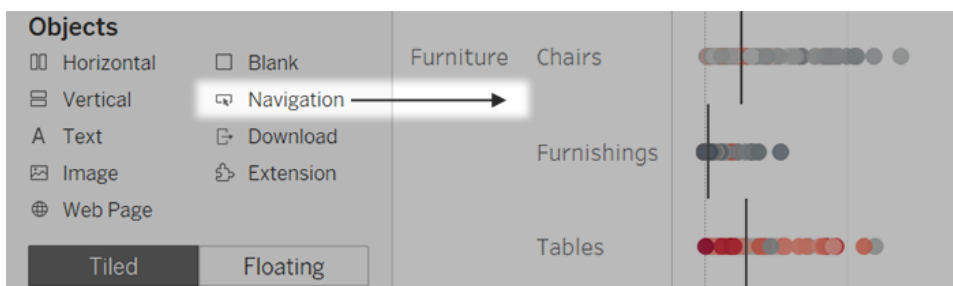 Objects
Horizontal
Blank
Vertical
Navigation
A Text
Download
Image
Extension
Web Page
Tiled
Floating
Furniture
Chairs
Furnishings
Tables